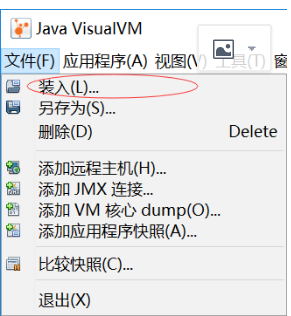 Java VisualVM
文件(F) 应用程序(A) 视图(V) 工具(T) 窗
装入(L)...
另存为(S)...
删除(D) Delete
添加远程主机(H)...
添加 JMX 连接...
添加 VM 核心 dump(O)...
添加应用程序快照(A)...
比较快照(C)...
退出(X)